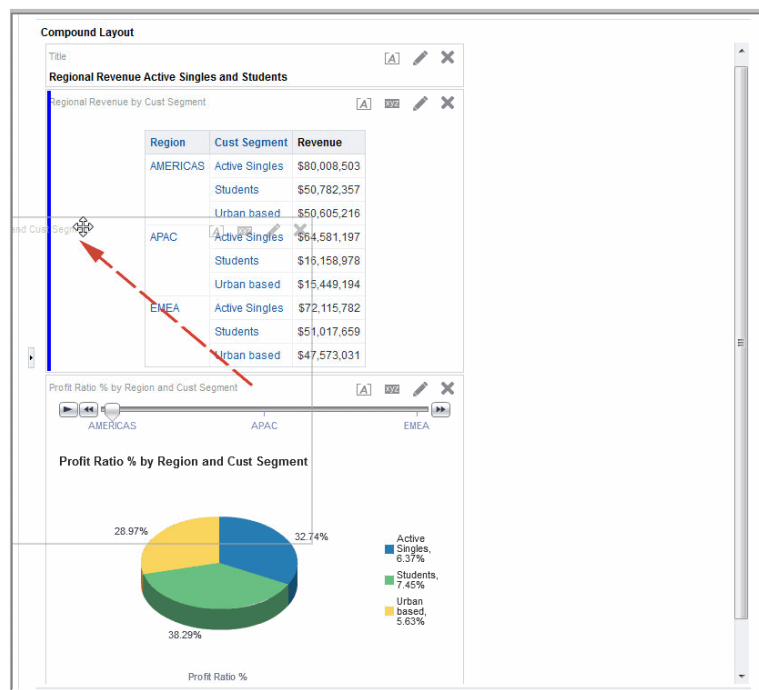 Compound Layout
Title
Regional Revenue Active Singles and Students
Regional Revenue by Cust Segment
Region Cust Segment Revenue
AMERICAS Active Singles $80,008,503
Students $50,782,357
Urban based $50,605,216
and Cust Segm
APAC Active Singles $64,581,197
Students $16,158,978
Urban based $15,449,194
EMEA Active Singles $72,115,782
Students $51,017,659
Urban based $47,573,031
Profit Ratio % by Region and Cust Segment
AMERICAS APAC EMEA
Profit Ratio % by Region and Cust Segment
28.97%
32.74%
38.29%
Active
Singles,
6.37%
Students,
7.45%
Urban
based,
5.63%
Profit Ratio %